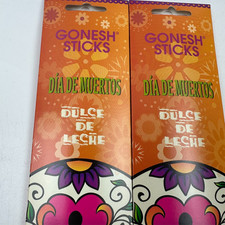 GONESH®
STICKS
DÍA DE MUERTOS
DULCE
DE
LECHE
GONESH®
STICKS
DÍA DE MUERTOS
DULCE
DE
LECHE